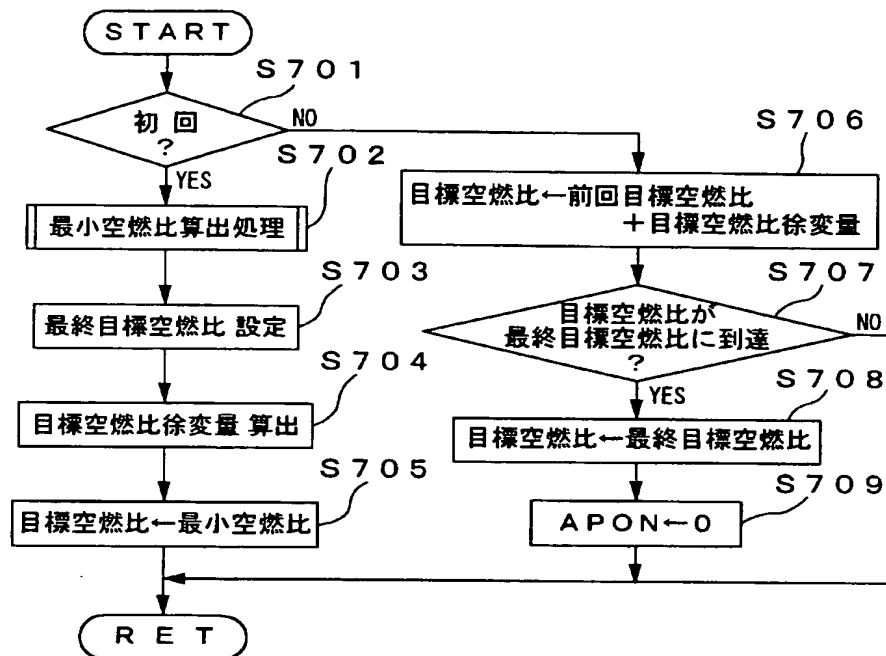 START
S701
初回
?
NO
YES
S702
最小空燃比算出処理
S703
最終目標空燃比 設定
S704
目標空燃比徐変量 算出
S705
目標空燃比←最小空燃比
S706
目標空燃比←前回目標空燃比
+目標空燃比徐変量
S707
目標空燃比が
最終目標空燃比に到達
?
NO
YES
S708
目標空燃比←最終目標空燃比
S709
APON←0
RET